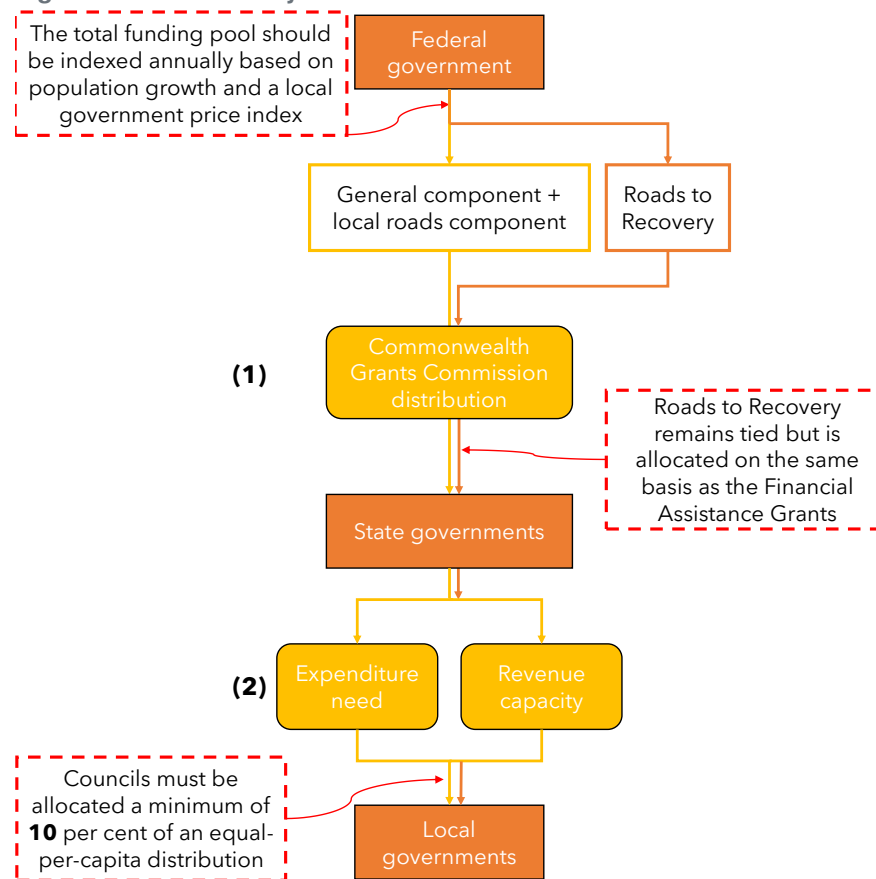 The total funding pool should
be indexed annually based on
population growth and a local
government price index
Federal
government
General component +
local roads component
Roads to
Recovery
(1)
Commonwealth
Grants Commission
distribution
Roads to Recovery
remains tied but is
allocated on the same
basis as the Financial
Assistance Grants
State governments
(2)
Expenditure
need
Revenue
capacity
Councils must be
allocated a minimum of
10 per cent of an equal-
per-capita distribution
Local
governments